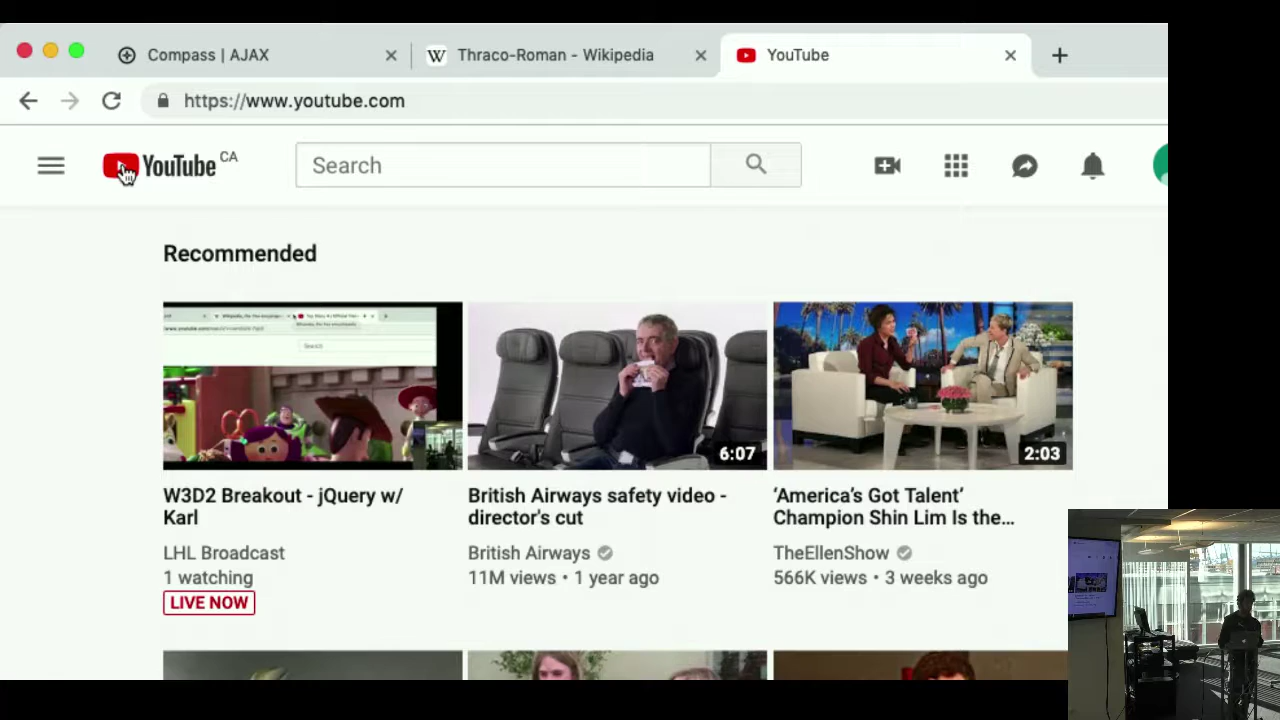 Compass | AJAX
Thraco-Roman - Wikipedia
YouTube
https://www.youtube.com
YouTube CA
Search
Recommended
Search
6:07
2:03
W3D2 Breakout - jQuery w/
Karl
British Airways safety video -
director's cut
‘America’s Got Talent’
Champion Shin Lim Is the...
LHL Broadcast
British Airways
TheEllenShow
1 watching
11M views • 1 year ago
566K views • 3 weeks ago
LIVE NOW